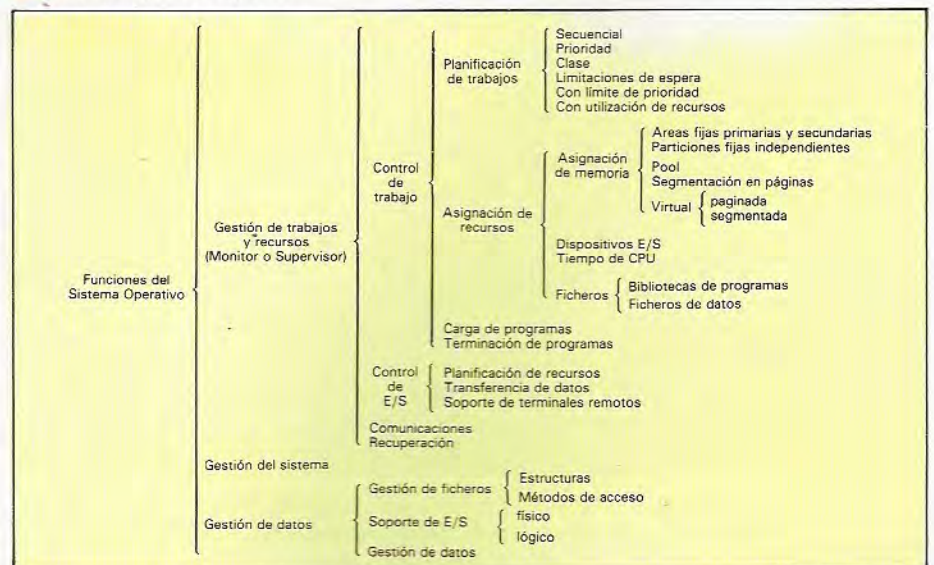 Funciones del
Sistema Operativo
Gestión de trabajos
y recursos
(Monitor o Supervisor)
Control
de
trabajo
Planificación
de trabajos
Secuencial
Prioridad
Clase
Limitaciones de espera
Con límite de prioridad
Con utilización de recursos
Asignación de
recursos
Asignación
de memoria
Areas fijas primarias y secundarias
Particiones fijas independientes
Pool
Segmentación en páginas
Virtual
paginada
segmentada
Dispositivos E/S
Tiempo de CPU
Ficheros
Bibliotecas de programas
Ficheros de datos
Carga de programas
Terminación de programas
Control
de
E/S
Planificación de recursos
Transferencia de datos
Soporte de terminales remotos
Comunicaciones
Recuperación
Gestión del sistema
Gestión de datos
Gestión de ficheros
Estructuras
Métodos de acceso
Soporte de E/S
físico
lógico
Gestión de datos